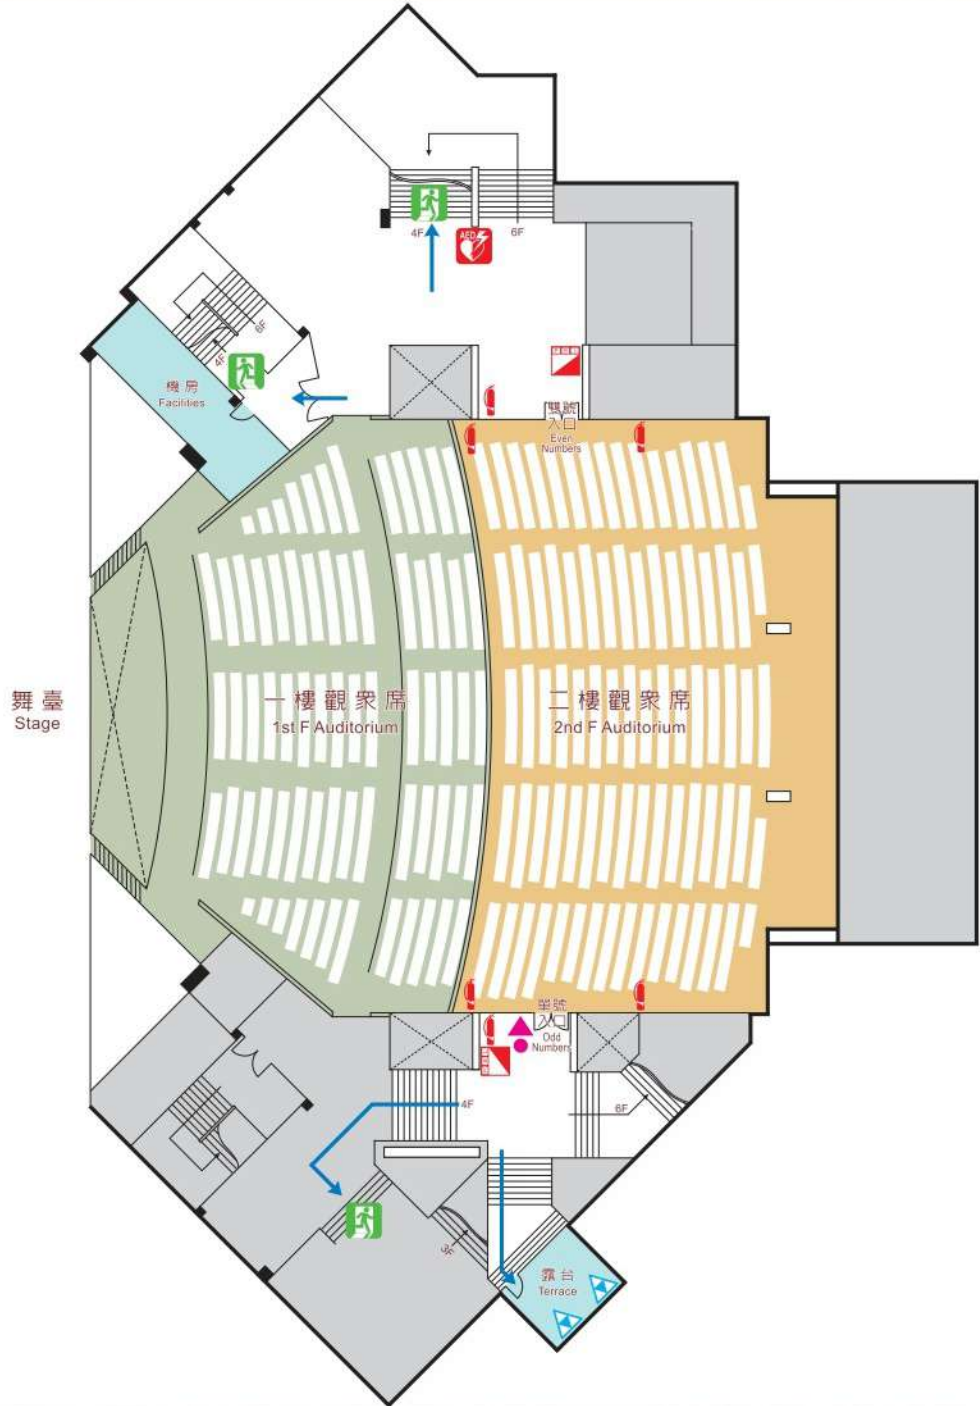 4F
6F
AED
6F
4F
機房
Facilities
雙號
入口
Even
Numbers
舞臺
Stage
一樓觀眾席
1st F Auditorium
二樓觀眾席
2nd F Auditorium
單號
入口
Odd
Numbers
4F
6F
3F
露台
Terrace